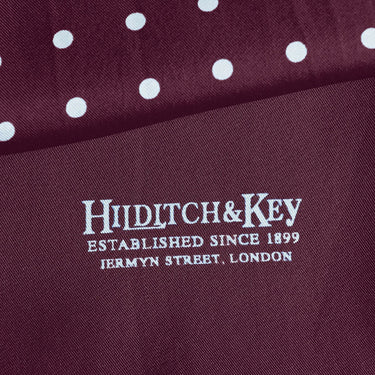 HILDITCH&KEY
ESTABLISHED SINCE 1899
JERMYN STREET, LONDON